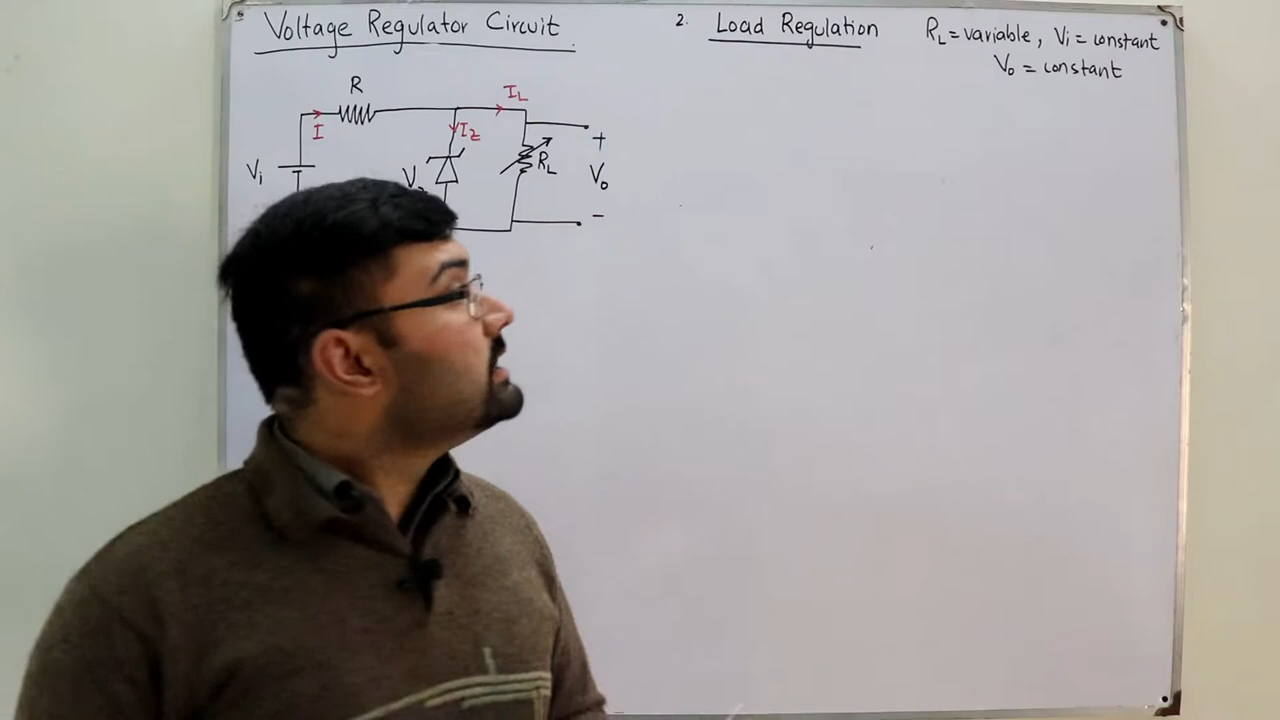 Voltage Regulator Circuit
2. Load Regulation
R_L = variable, V_i = constant
V_o = constant
R
I_L
I
I_Z
+
V_i
R_L
V_o
-